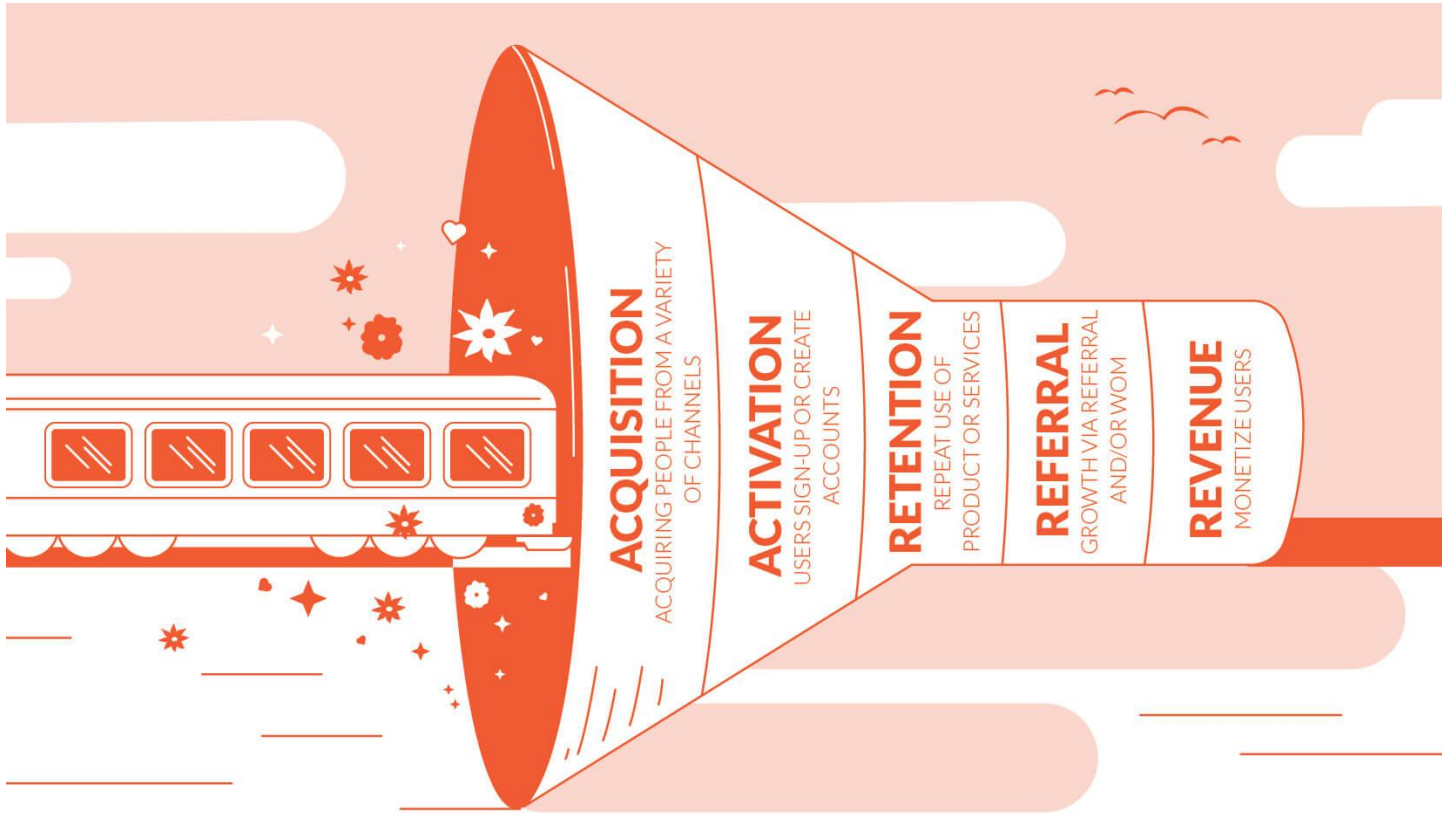 ACQUISITION
ACQUIRING PEOPLE FROM A VARIETY
OF CHANNELS
ACTIVATION
USERS SIGN-UP OR CREATE
ACCOUNTS
RETENTION
REPEAT USE OF
PRODUCT OR SERVICES
REFERRAL
GROWTH VIA REFERRAL
AND/OR WOM
REVENUE
MONETIZE USERS